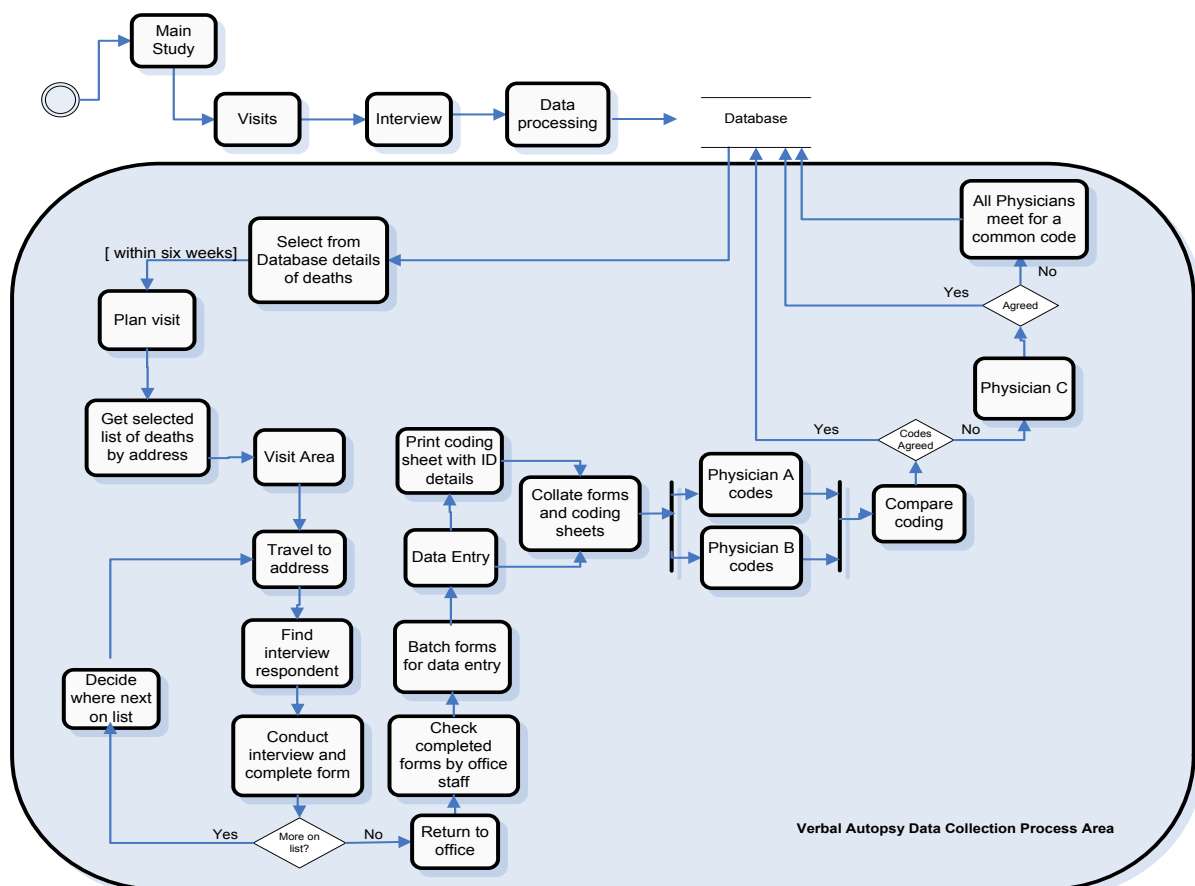 Main
Study
Visits
Interview
Data
processing
Database
All Physicians
meet for a
common code
Select from
Database details
of deaths
[ within six weeks]
No
Yes
Agreed
Plan visit
Physician C
Get selected
list of deaths
by address
Visit Area
Print coding
sheet with ID
details
Collate forms
and coding
sheets
Physician A
codes
Physician B
codes
Yes
Codes
Agreed
No
Compare
coding
Travel to
address
Data Entry
Find
interview
respondent
Batch forms
for data entry
Decide
where next
on list
Conduct
interview and
complete form
Check
completed
forms by office
staff
Yes
More on
list?
No
Return to
office
Verbal Autopsy Data Collection Process Area